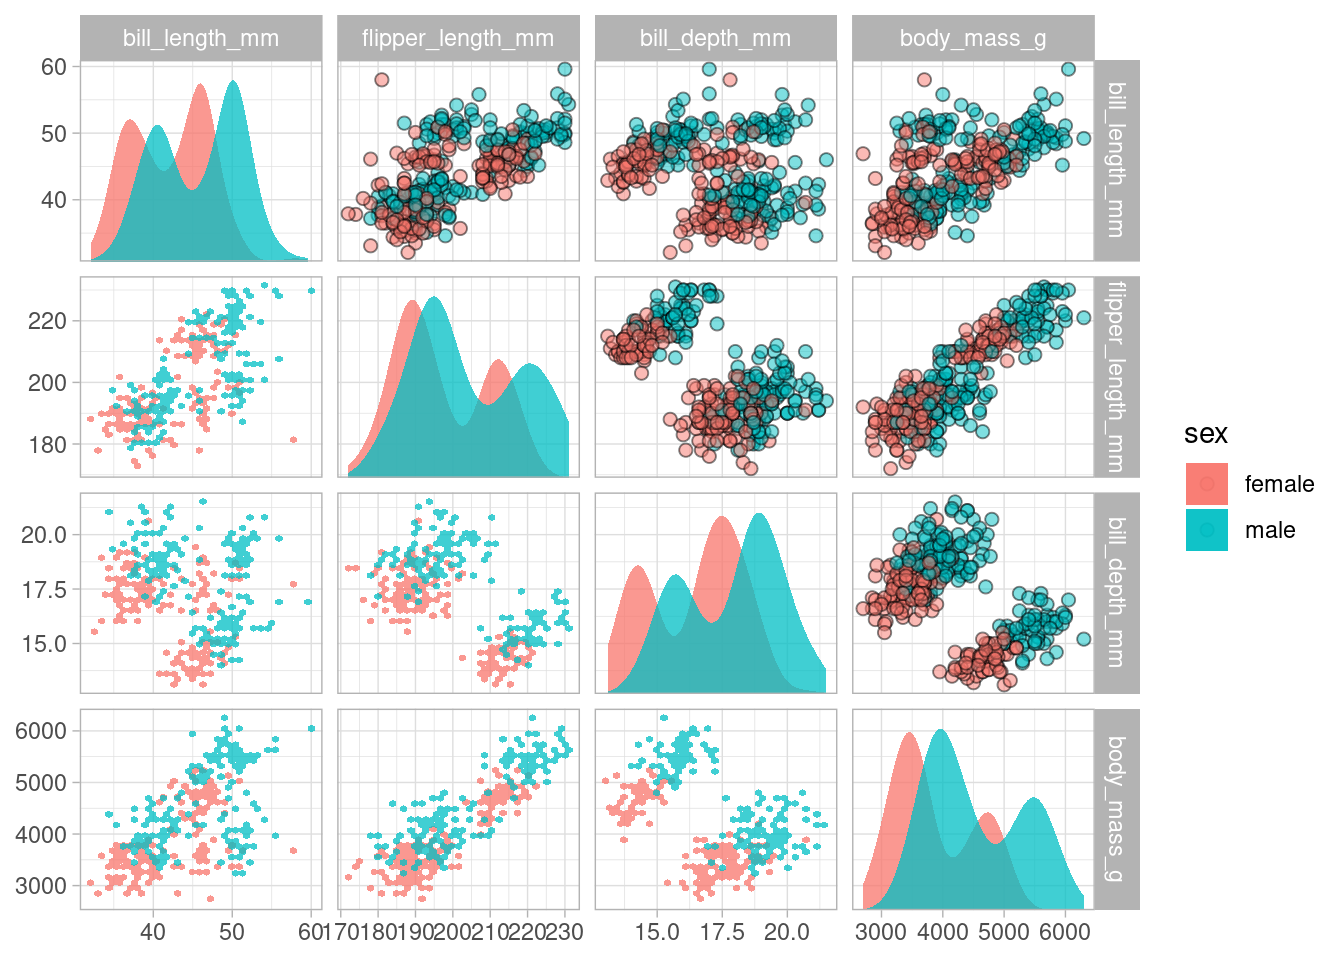 bill_length_mm
flipper_length_mm
bill_depth_mm
body_mass_g
60
50
40
bill_length_mm
220
200
180
flipper_length_mm
20.0
17.5
15.0
bill_depth_mm
6000
5000
4000
3000
body_mass_g
40 50 60
170 180 190 200 210 220 230
15.0 17.5 20.0
3000 4000 5000 6000
sex
female
male